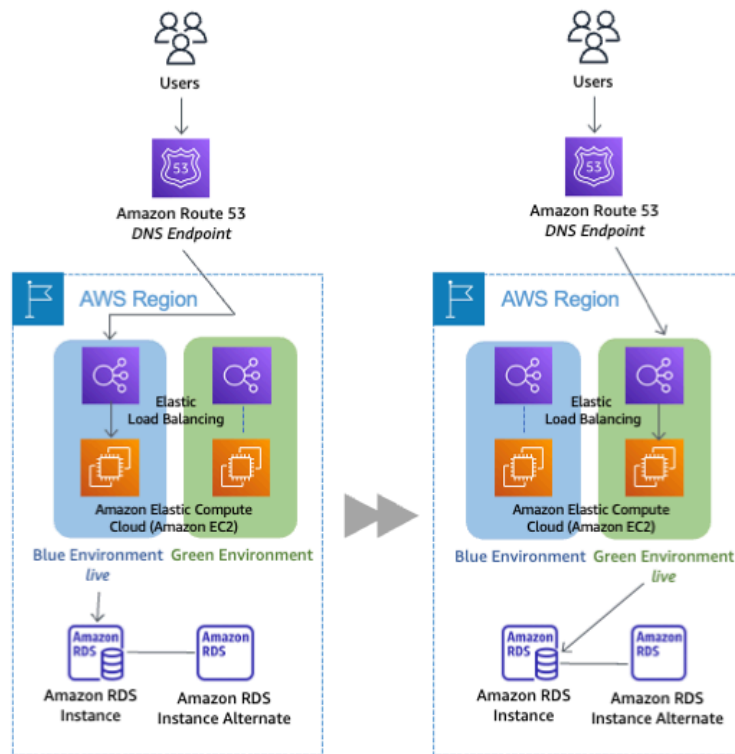 Users
53
Amazon Route 53
DNS Endpoint
AWS Region
Elastic
Load Balancing
Amazon Elastic Compute
Cloud (Amazon EC2)
Blue Environment
live
Green Environment
Amazon
RDS
Amazon RDS
Instance
Amazon
RDS
Amazon RDS
Instance Alternate
Users
53
Amazon Route 53
DNS Endpoint
AWS Region
Elastic
Load Balancing
Amazon Elastic Compute
Cloud (Amazon EC2)
Blue Environment
Green Environment
live
Amazon
RDS
Amazon RDS
Instance
Amazon
RDS
Amazon RDS
Instance Alternate